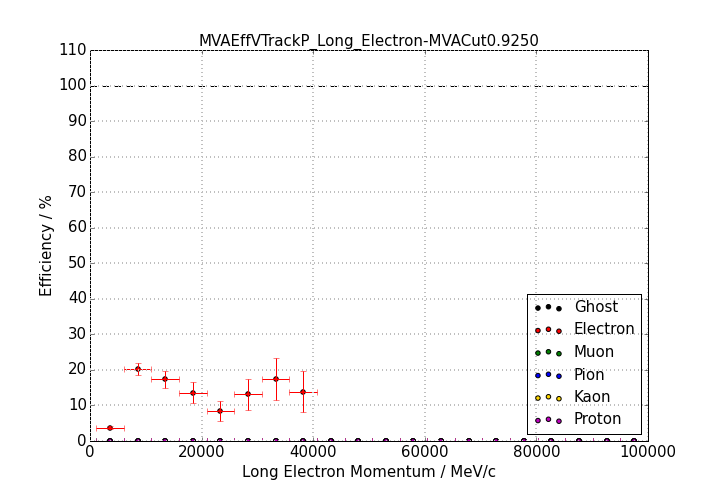 MVAEffVTrackP_Long_Electron-MVACut0.9250
110
100
90
80
70
60
50
40
30
20
10
0
Efficiency / %
Ghost
Electron
Muon
Pion
Kaon
Proton
0 20000 40000 60000 80000 100000
Long Electron Momentum / MeV/c